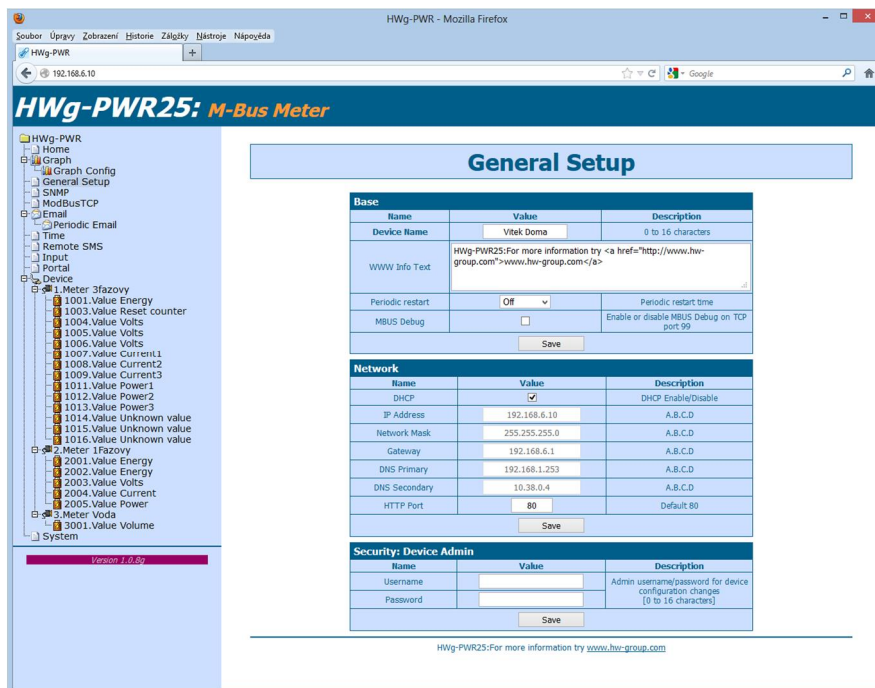 HWg-PWR - Mozilla Firefox
Soubor Úpravy Zobrazení Historie Záložky Nástroje Nápověda
HWg-PWR
192.168.6.10
Google
HWg-PWR25: M-Bus Meter
HWg-PWR
Home
Graph
Graph Config
General Setup
SNMP
ModBusTCP
Email
Periodic Email
Time
Remote SMS
Input
Portal
Device
1.Meter 3fazovy
1001.Value Energy
1003.Value Reset counter
1004.Value Volts
1005.Value Volts
1006.Value Volts
1007.Value Current1
1008.Value Current2
1009.Value Current3
1011.Value Power1
1012.Value Power2
1013.Value Power3
1014.Value Unknown value
1015.Value Unknown value
1016.Value Unknown value
2.Meter 1Fazovy
2001.Value Energy
2002.Value Energy
2003.Value Volts
2004.Value Current
2005.Value Power
3.Meter Voda
3001.Value Volume
System
Version 1.0.8g
General Setup
Base
Name Value Description
Device Name Vitek Doma 0 to 16 characters
WWW Info Text
HWg-PWR25:For more information try <a href="http://www.hw-
group.com">www.hw-group.com</a>
Periodic restart Off Periodic restart time
MBUS Debug Enable or disable MBUS Debug on TCP
port 99
Save
Network
Name Value Description
DHCP DHCP Enable/Disable
IP Address 192.168.6.10 A.B.C.D
Network Mask 255.255.255.0 A.B.C.D
Gateway 192.168.6.1 A.B.C.D
DNS Primary 192.168.1.253 A.B.C.D
DNS Secondary 10.38.0.4 A.B.C.D
HTTP Port 80 Default 80
Save
Security: Device Admin
Name Value Description
Username Admin username/password for device
configuration changes
Password [0 to 16 characters]
Save
HWg-PWR25:For more information try www.hw-group.com